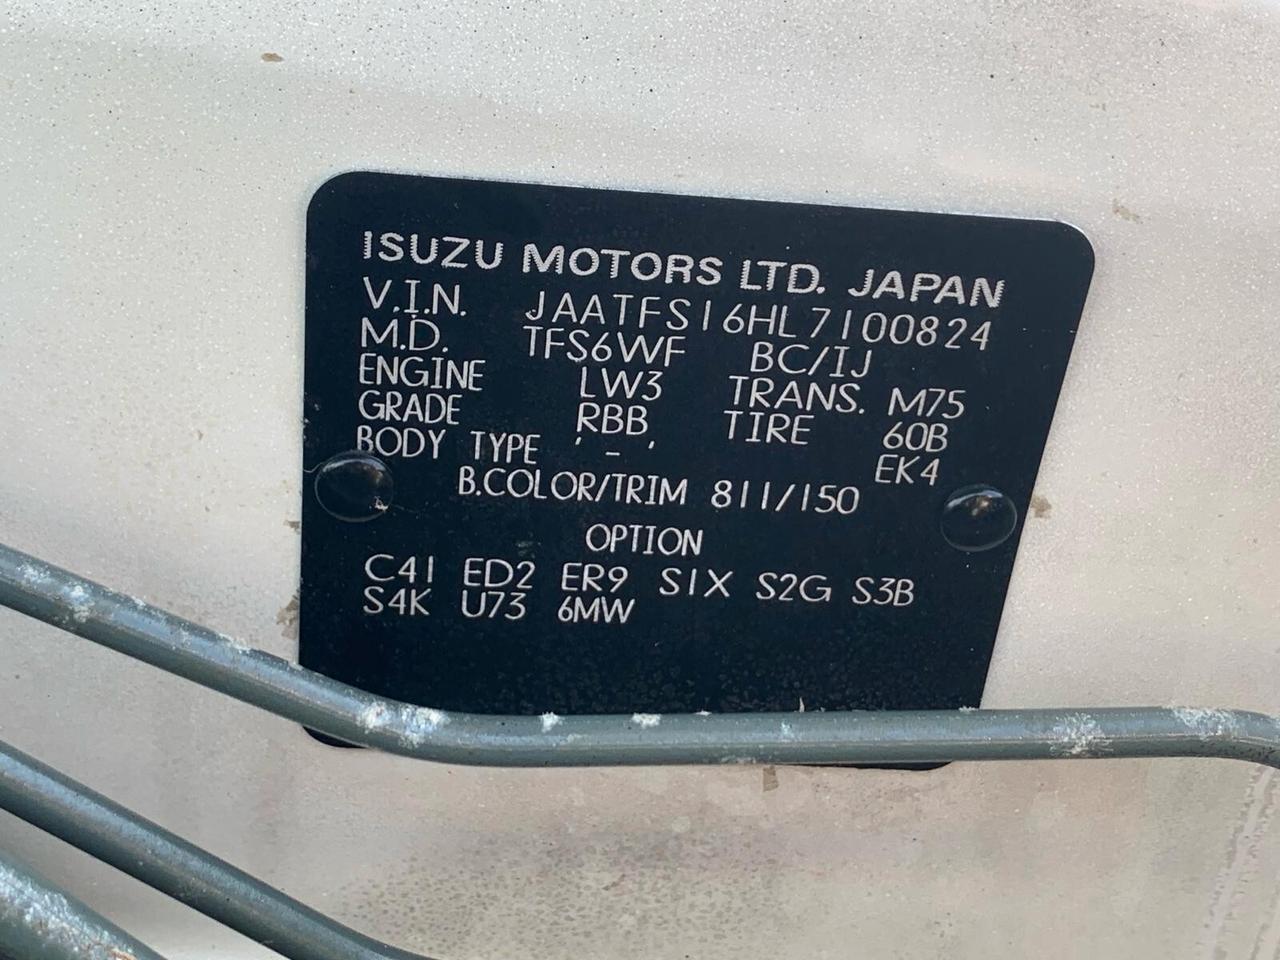 ISUZU MOTORS LTD. JAPAN
V.I.N. JAATFS16HL7100824
M.D. TFS6WF BC/IJ
ENGINE LW3 TRANS. M75
GRADE RBB TIRE 60B
BODY TYPE ' - ' EK4
B.COLOR/TRIM 811/150
OPTION
C41 ED2 ER9 S1X S2G S3B
S4K U73 6MW